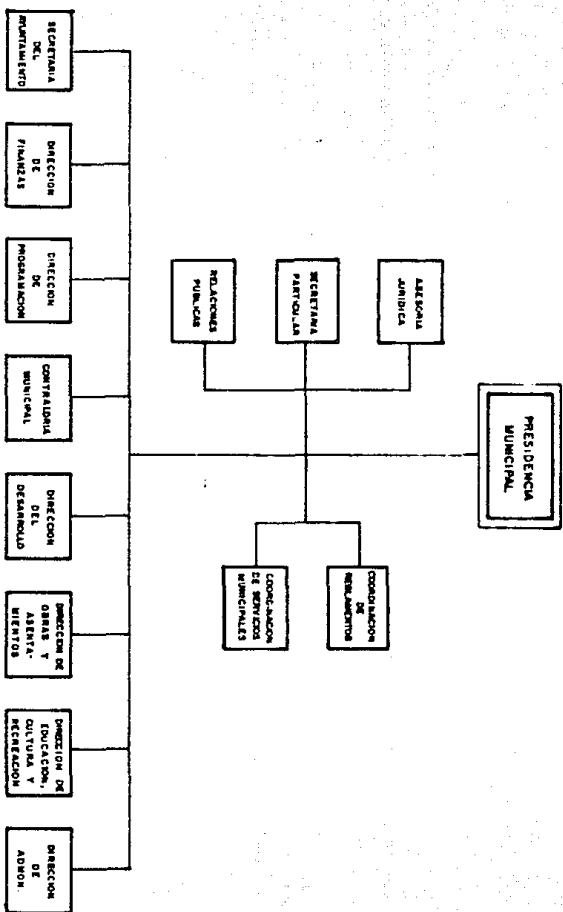 PRESIDENCIA
MUNICIPAL
ASESORIA
JURIDICA
COORDINACION
DE
REGLAMENTOS
SECRETARIA
PARTICULAR
RELACIONES
PUBLICAS
COORDINACION
DE SERVICIOS
MUNICIPALES
SECRETARIA
DEL
AYUNTAMIENTO
DIRECCION
DE
FINANZAS
DIRECCION
DE
PROGRAMACION
CONTRALORIA
MUNICIPAL
DIRECCION
DEL
DESARROLLO
DIRECCION DE
OBRAS Y
ASENTA-
MIENTOS
DIRECCION DE
EDUCACION,
CULTURA Y
RECREACION
DIRECCION
DE
ADMON.